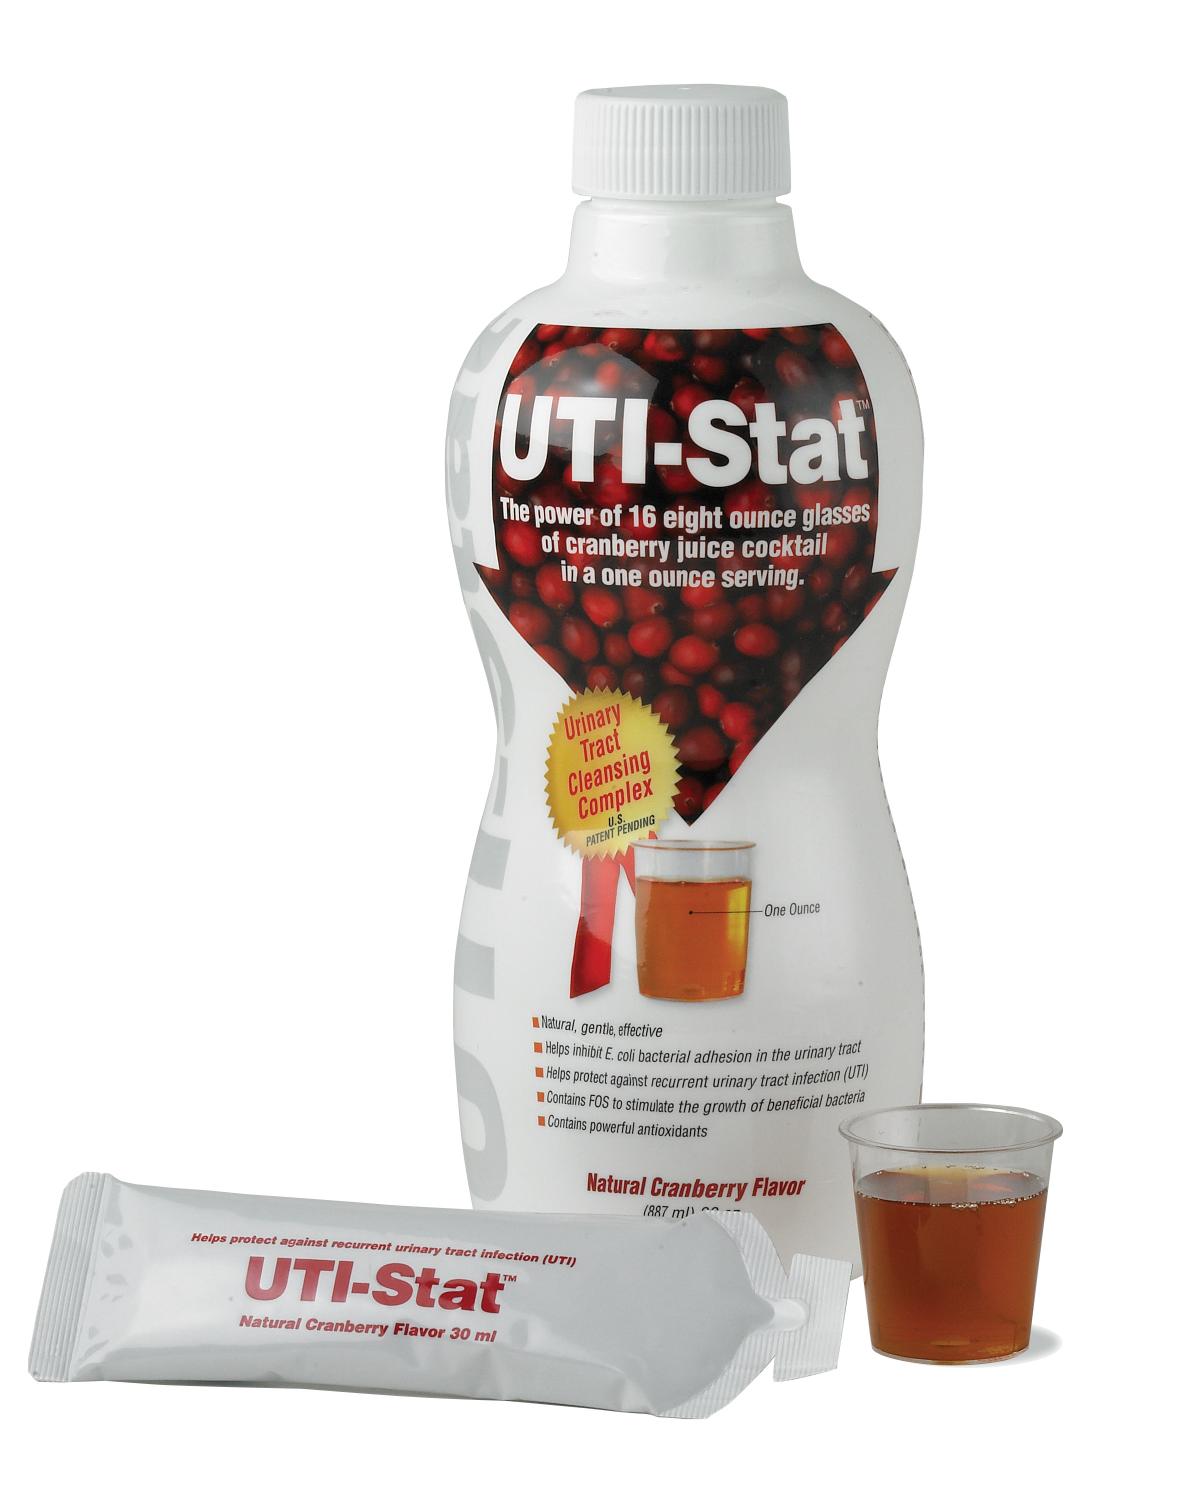 UTI-Stat™
The power of 16 eight ounce glasses
of cranberry juice cocktail
in a one ounce serving.
Urinary
Tract
Cleansing
Complex
U.S.
PATENT PENDING
One Ounce
Natural, gentle, effective
Helps inhibit E. coli bacterial adhesion in the urinary tract
Helps protect against recurrent urinary tract infection (UTI)
Contains FOS to stimulate the growth of beneficial bacteria
Contains powerful antioxidants
Natural Cranberry Flavor
(887 ml)
UTI-Stat
Helps protect against recurrent urinary tract infection (UTI)
UTI-Stat™
Natural Cranberry Flavor 30 ml